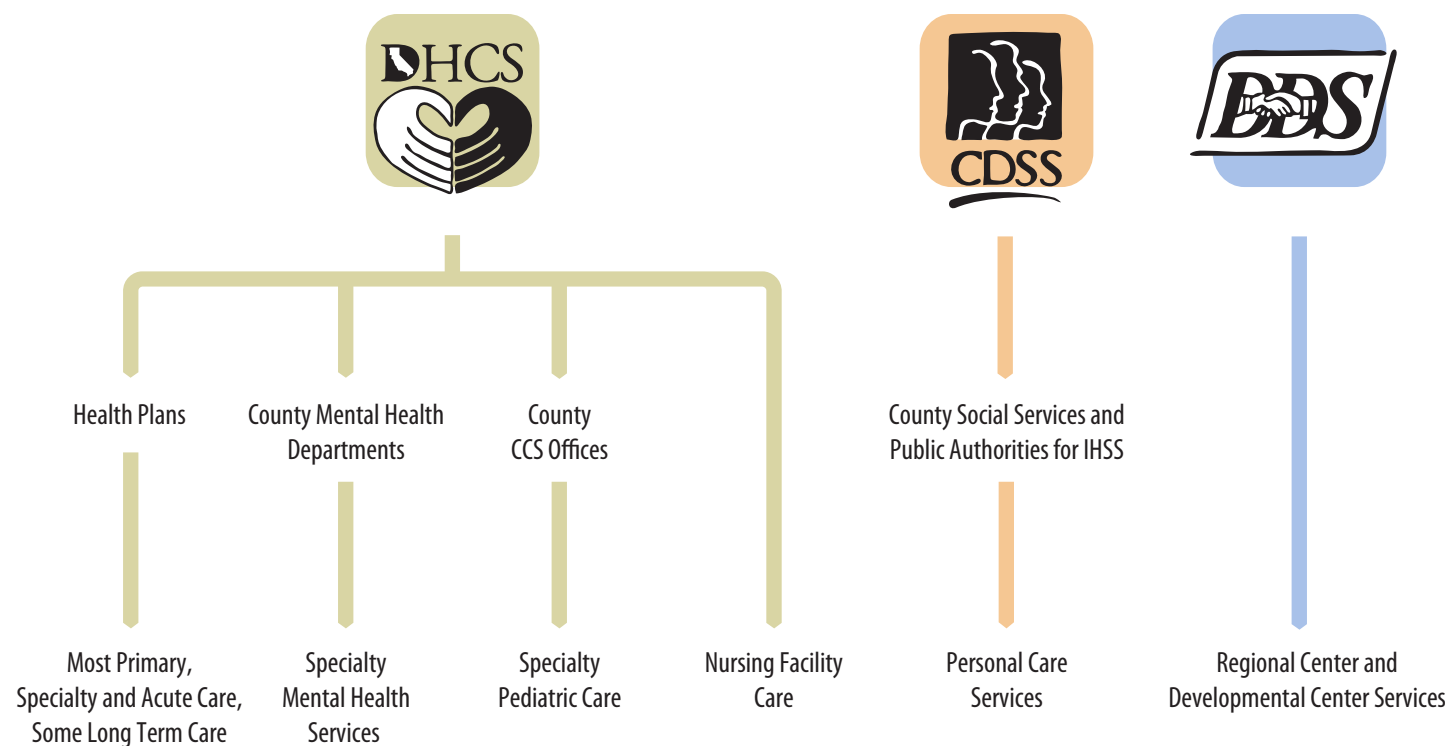 DHCS
CDSS
DDS
Health Plans
County Mental Health
Departments
County
CCS Offices
County Social Services and
Public Authorities for IHSS
Most Primary,
Specialty and Acute Care,
Some Long Term Care
Specialty
Mental Health
Services
Specialty
Pediatric Care
Nursing Facility
Care
Personal Care
Services
Regional Center and
Developmental Center Services